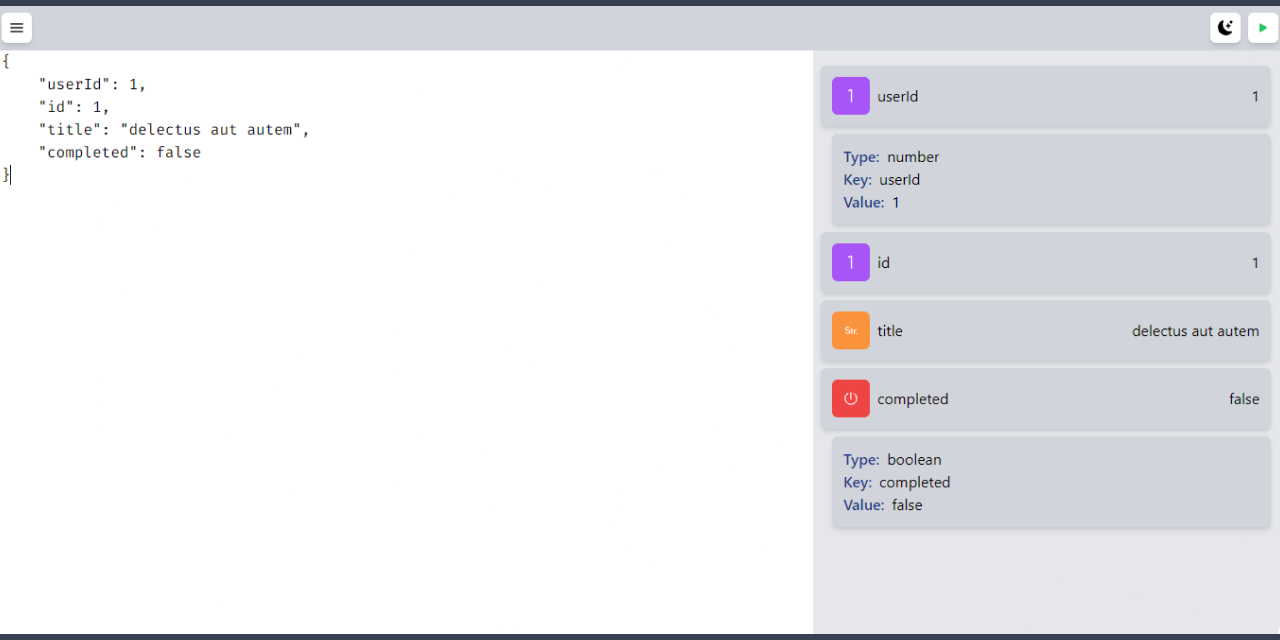 {
    "userId": 1,
    "id": 1,
    "title": "delectus aut autem",
    "completed": false
}
1 userId 1
Type: number
Key: userId
Value: 1
1 id 1
Str. title delectus aut autem
completed false
Type: boolean
Key: completed
Value: false